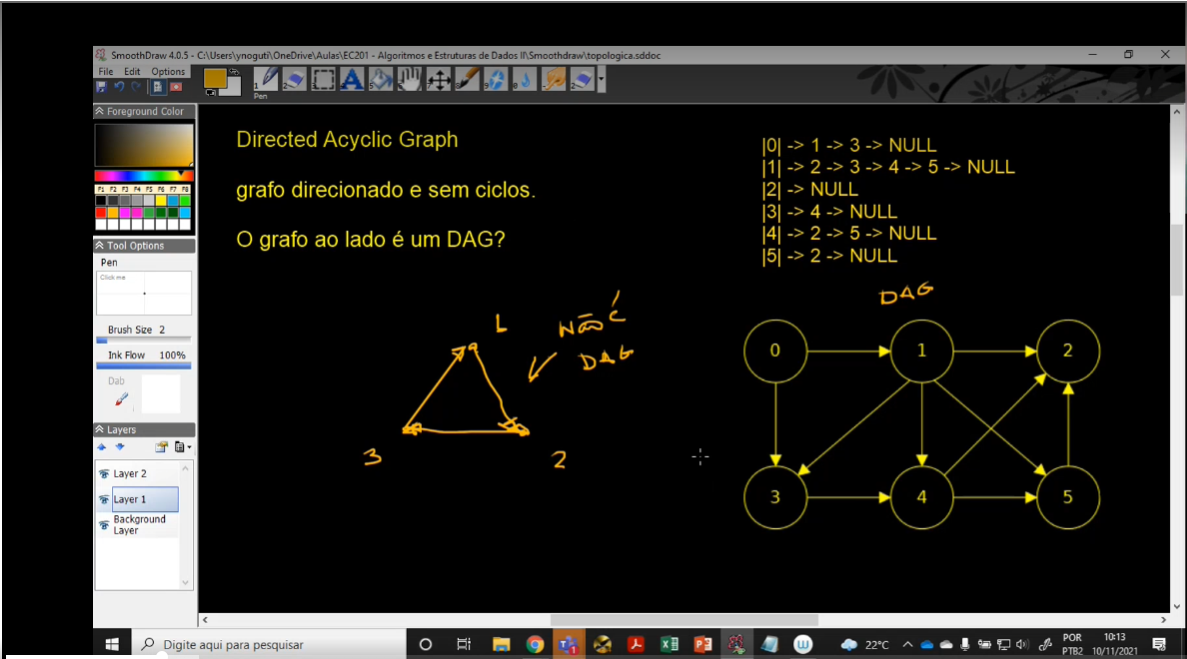 SmoothDraw 4.0.5 - C:\Users\ynoguti\OneDrive\Aulas\EC201 - Algoritmos e Estruturas de Dados II\Smoothdraw\topologica.sddoc
File Edit Options
Pen
Foreground Color
F1 F2 F3 F4 F5 F6 F7 F8
Tool Options
Pen
Click me
Brush Size 2
Ink Flow 100%
Dab
Layers
Layer 2
Layer 1
Background
Layer
Directed Acyclic Graph
grafo direcionado e sem ciclos.
O grafo ao lado é um DAG?
|0| -> 1 -> 3 -> NULL
|1| -> 2 -> 3 -> 4 -> 5 -> NULL
|2| -> NULL
|3| -> 4 -> NULL
|4| -> 2 -> 5 -> NULL
|5| -> 2 -> NULL
1
Não é
DAG
3
2
DAG
0 1 2
3 4 5
Digite aqui para pesquisar
22°C
POR
PTB2
10:13
10/11/2021